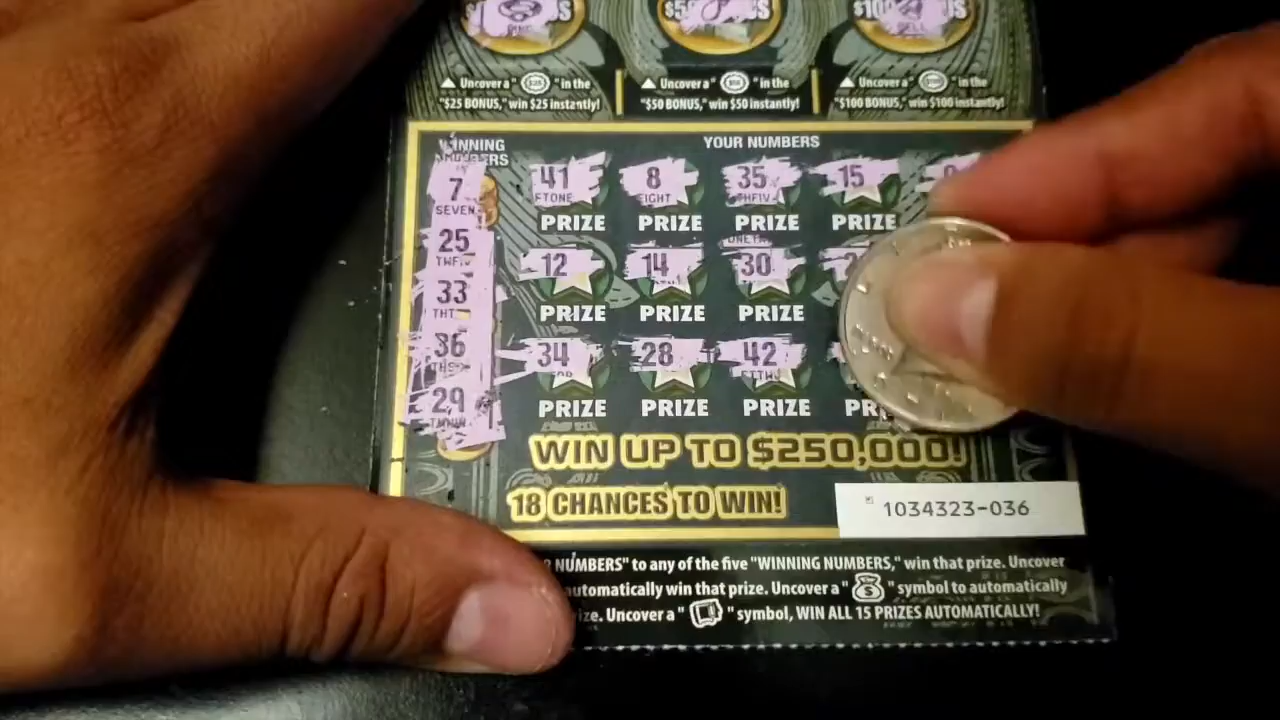 BELL
Uncover a " " in the
"$25 BONUS," win $25 instantly!
Uncover a " " in the
"$50 BONUS," win $50 instantly!
Uncover a " " in the
"$100 BONUS," win $100 instantly!
WINNING
NUMBERS
YOUR NUMBERS
7
SEVEN
25
33
36
29
41
8
35
15
PRIZE
PRIZE
PRIZE
PRIZE
12
14
30
PRIZE
PRIZE
PRIZE
34
28
42
PRIZE
PRIZE
PRIZE
WIN UP TO $250,000!
18 CHANCES TO WIN!
1034323-036
NUMBERS" to any of the five "WINNING NUMBERS," win that prize. Uncover
automatically win that prize. Uncover a " " symbol to automatically
Uncover a " " symbol, WIN ALL 15 PRIZES AUTOMATICALLY!